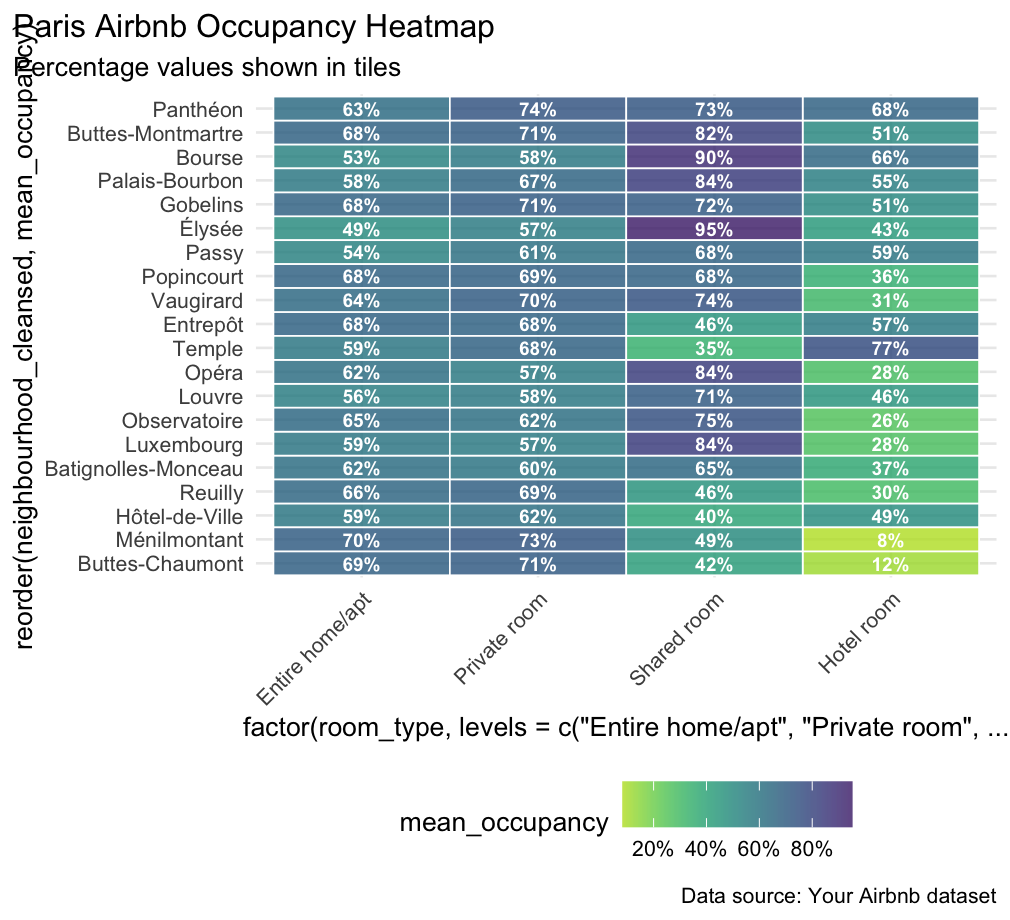 Paris Airbnb Occupancy Heatmap
Percentage values shown in tiles
reorder(neighbourhood_cleansed, mean_occupancy)
Panthéon 63% 74% 73% 68%
Buttes-Montmartre 68% 71% 82% 51%
Bourse 53% 58% 90% 66%
Palais-Bourbon 58% 67% 84% 55%
Gobelins 68% 71% 72% 51%
Élysée 49% 57% 95% 43%
Passy 54% 61% 68% 59%
Popincourt 68% 69% 68% 36%
Vaugirard 64% 70% 74% 31%
Entrepôt 68% 68% 46% 57%
Temple 59% 68% 35% 77%
Opéra 62% 57% 84% 28%
Louvre 56% 58% 71% 46%
Observatoire 65% 62% 75% 26%
Luxembourg 59% 57% 84% 28%
Batignolles-Monceau 62% 60% 65% 37%
Reuilly 66% 69% 46% 30%
Hôtel-de-Ville 59% 62% 40% 49%
Ménilmontant 70% 73% 49% 8%
Buttes-Chaumont 69% 71% 42% 12%
Entire home/apt Private room Shared room Hotel room
factor(room_type, levels = c("Entire home/apt", "Private room", ...
mean_occupancy
20% 40% 60% 80%
Data source: Your Airbnb dataset